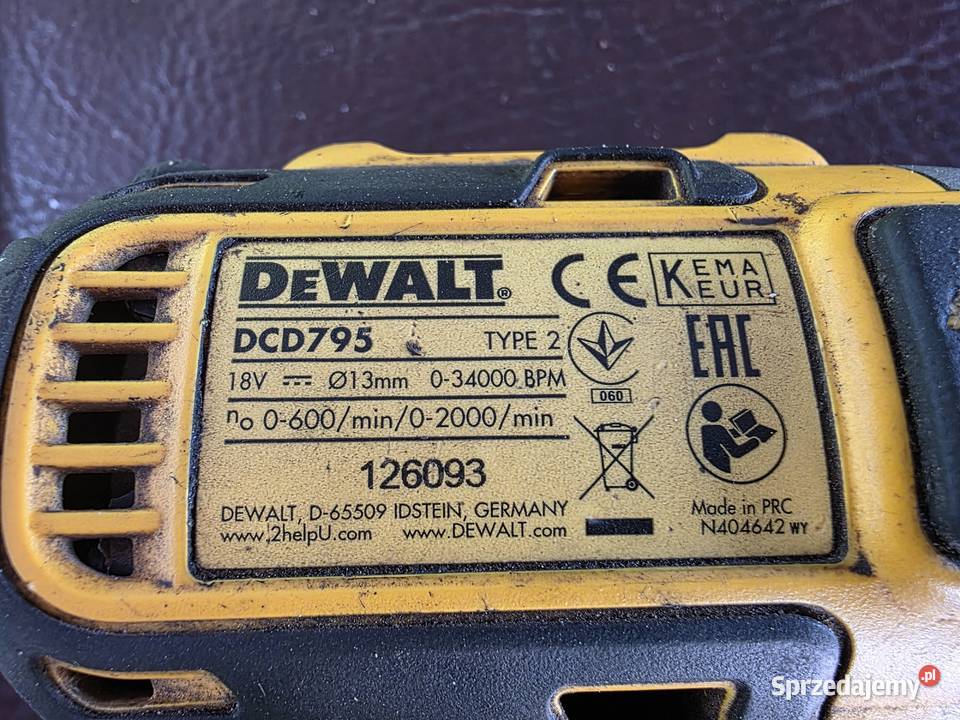 DEWALT®
CE
KEMA
KEUR
DCD795 TYPE 2
EAC
18V Ø13mm 0-34000 BPM
060
no 0-600/min/0-2000/min
126093
DEWALT, D-65509 IDSTEIN, GERMANY
www.2helpU.com www.DEWALT.com
Made in PRC
N404642 WY
Sprzedajemy.pl